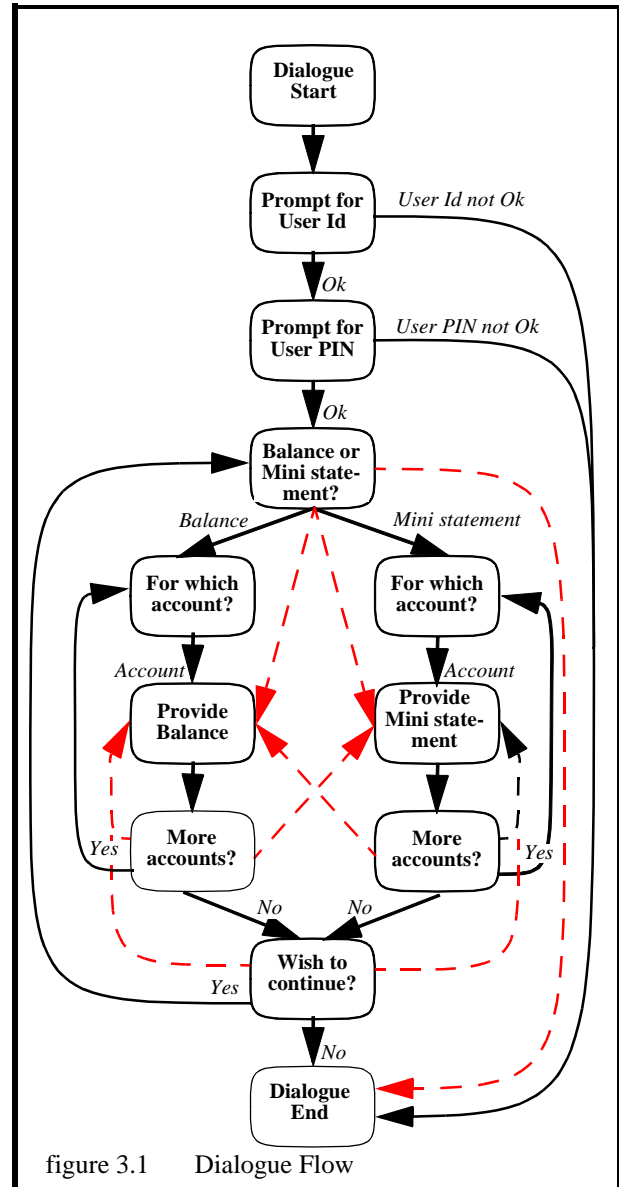 Dialogue
Start
Prompt for
User Id
User Id not Ok
Ok
Prompt for
User PIN
User PIN not Ok
Ok
Balance or
Mini state-
ment?
Balance
Mini statement
For which
account?
For which
account?
Account
Account
Provide
Balance
Provide
Mini state-
ment
More
accounts?
More
accounts?
Yes
Yes
No
No
Wish to
continue?
Yes
No
Dialogue
End
figure 3.1 Dialogue Flow